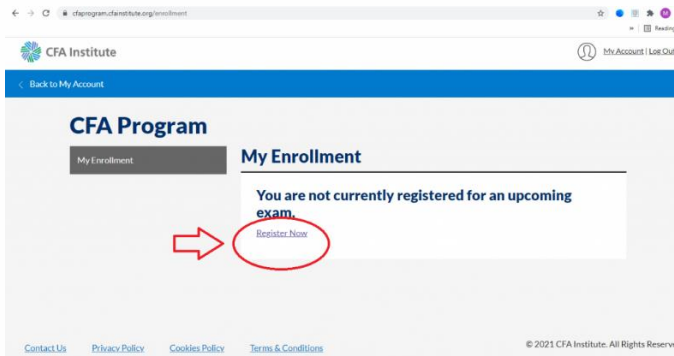 cfaprogram.cfainstitute.org/enrollment
M
» Reading
CFA Institute
My Account | Log Out
< Back to My Account
CFA Program
My Enrollment
My Enrollment
You are not currently registered for an upcoming
exam.
Register Now
Contact Us Privacy Policy Cookies Policy Terms & Conditions © 2021 CFA Institute. All Rights Reserve